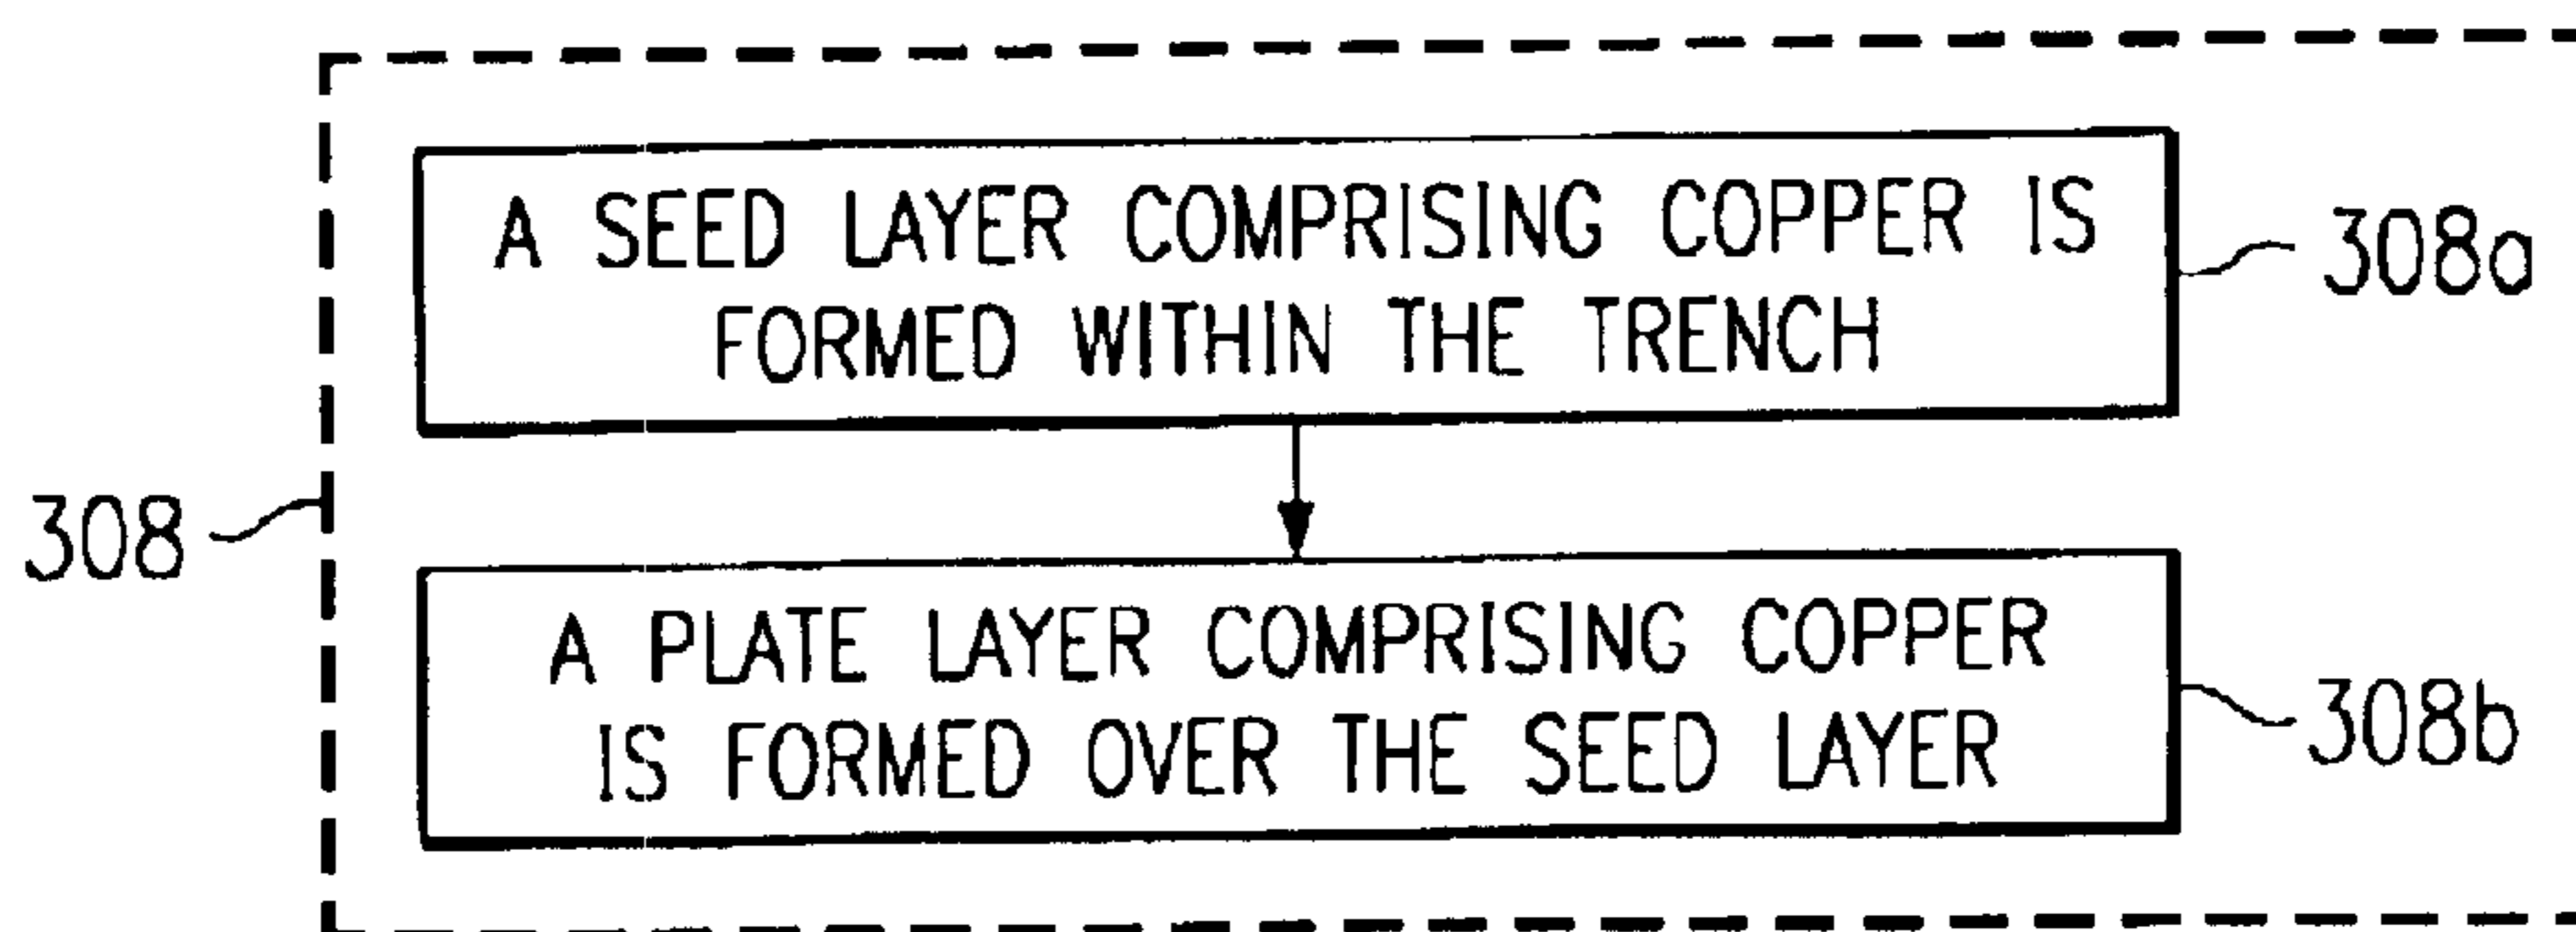 A SEED LAYER COMPRISING COPPER IS
FORMED WITHIN THE TRENCH
308a
308
A PLATE LAYER COMPRISING COPPER
IS FORMED OVER THE SEED LAYER
308b